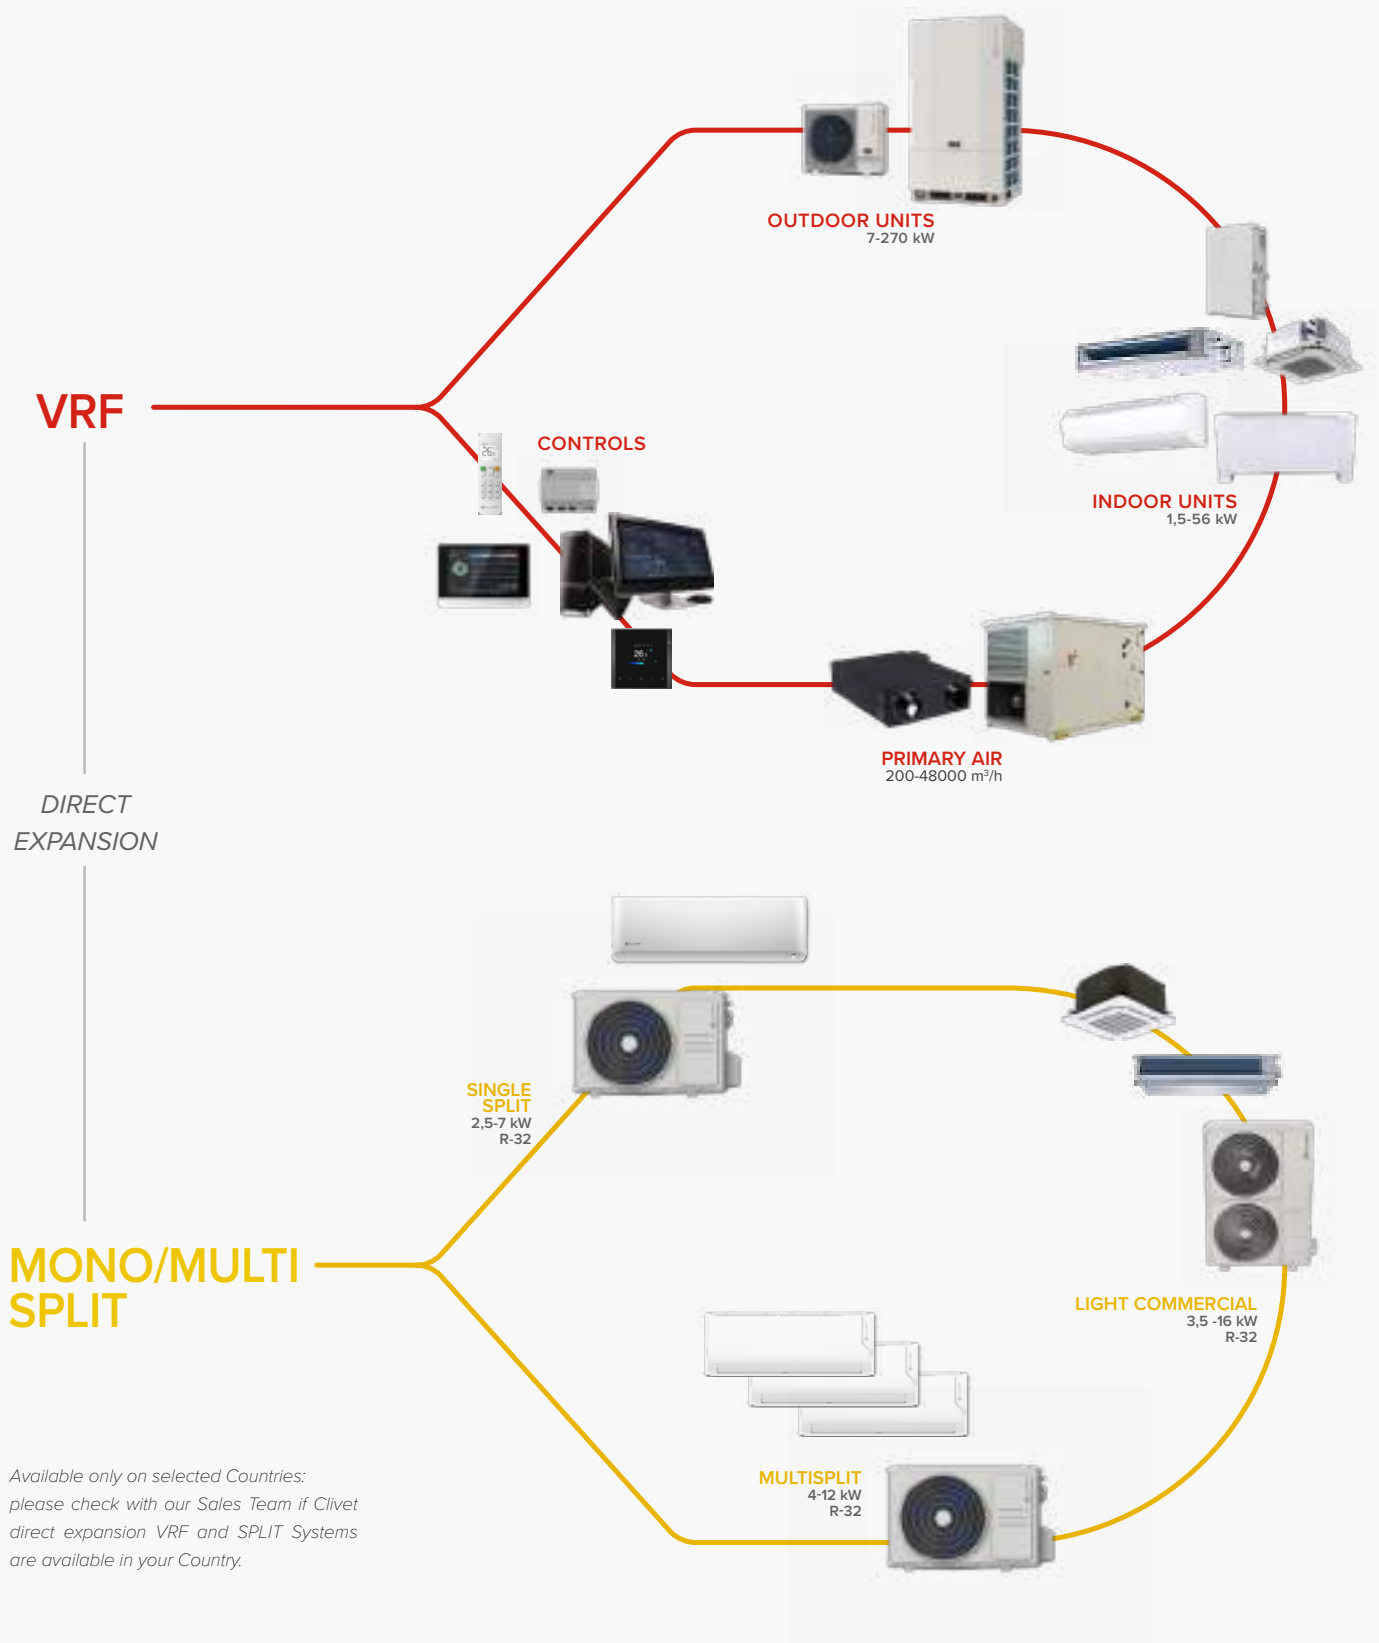 OUTDOOR UNITS
7-270 kW
VRF
CONTROLS
INDOOR UNITS
1,5-56 kW
26
PRIMARY AIR
200-48000 m³/h
DIRECT
EXPANSION
SINGLE
SPLIT
2,5-7 kW
R-32
MONO/MULTI
SPLIT
LIGHT COMMERCIAL
3,5 -16 kW
R-32
MULTISPLIT
4-12 kW
R-32
Available only on selected Countries:
please check with our Sales Team if Clivet
direct expansion VRF and SPLIT Systems
are available in your Country.